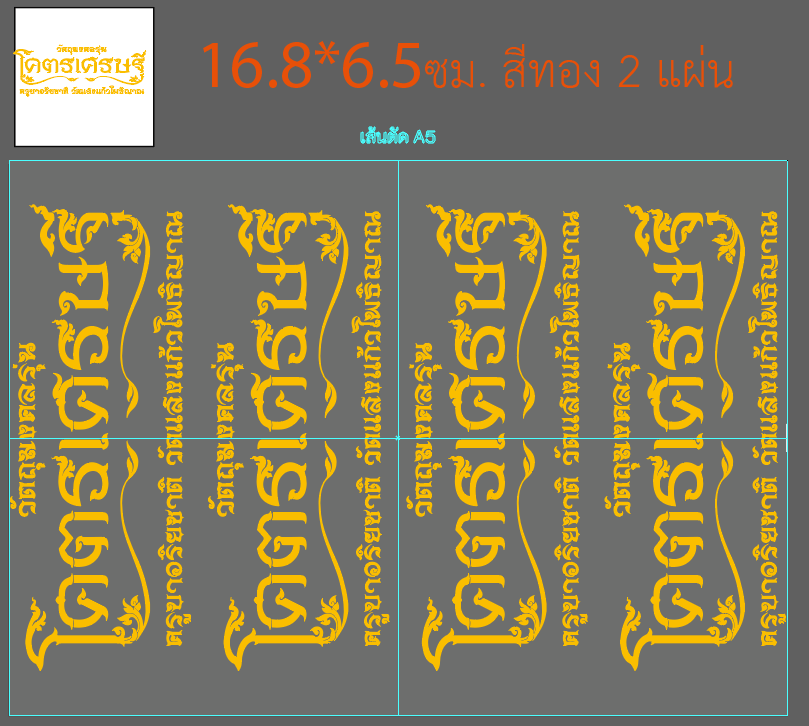 วัตถุมงคลรุ่น
โคตรเศรษฐี
ครูบาอริยชาติ วัดแสงแก้วโพธิญาณ
16.8*6.5ซม. สีทอง 2 แผ่น
เส้นตัด A5
วัตถุมงคลรุ่น
โคตรเศรษฐี
ครูบาอริยชาติ วัดแสงแก้วโพธิญาณ
วัตถุมงคลรุ่น
โคตรเศรษฐี
ครูบาอริยชาติ วัดแสงแก้วโพธิญาณ
วัตถุมงคลรุ่น
โคตรเศรษฐี
ครูบาอริยชาติ วัดแสงแก้วโพธิญาณ
วัตถุมงคลรุ่น
โคตรเศรษฐี
ครูบาอริยชาติ วัดแสงแก้วโพธิญาณ